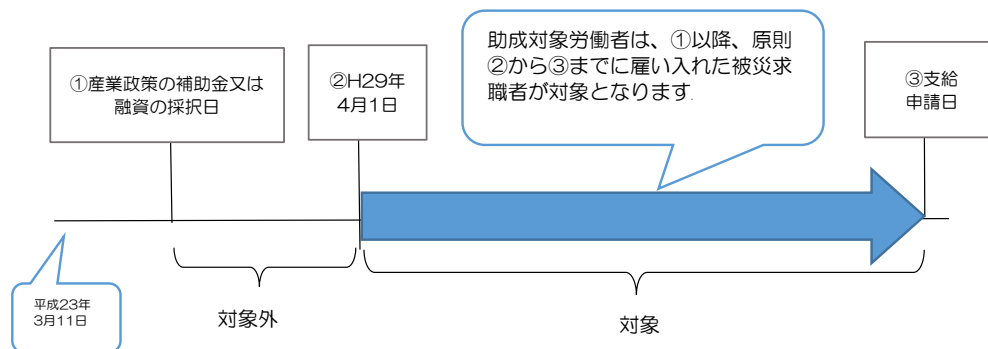 ①産業政策の補助金又は
融資の採択日
②H29年
4月1日
助成対象労働者は、①以降、原則
②から③までに雇い入れた被災求
職者が対象となります.
③支給
申請日
平成23年
3月11日
対象外
対象